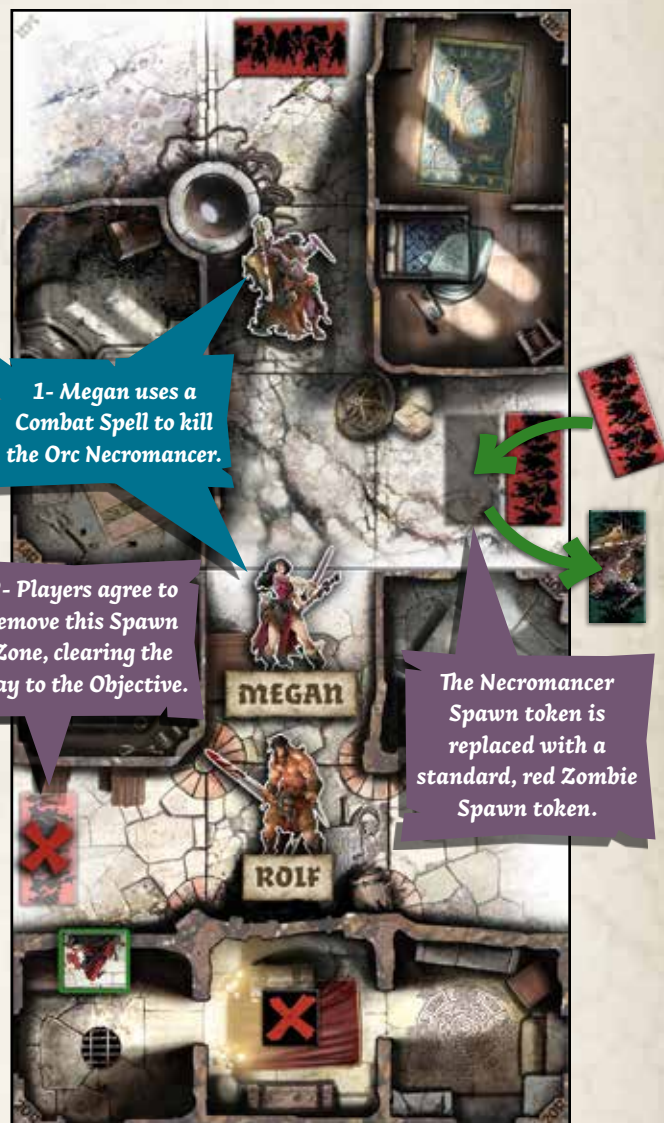 1- Megan uses a
Combat Spell to kill
the Orc Necromancer.
- Players agree to
emove this Spawn
Zone, clearing the
ay to the Objective.
MEGAN
The Necromancer
Spawn token is
replaced with a
standard, red Zombie
Spawn token.
ROLF